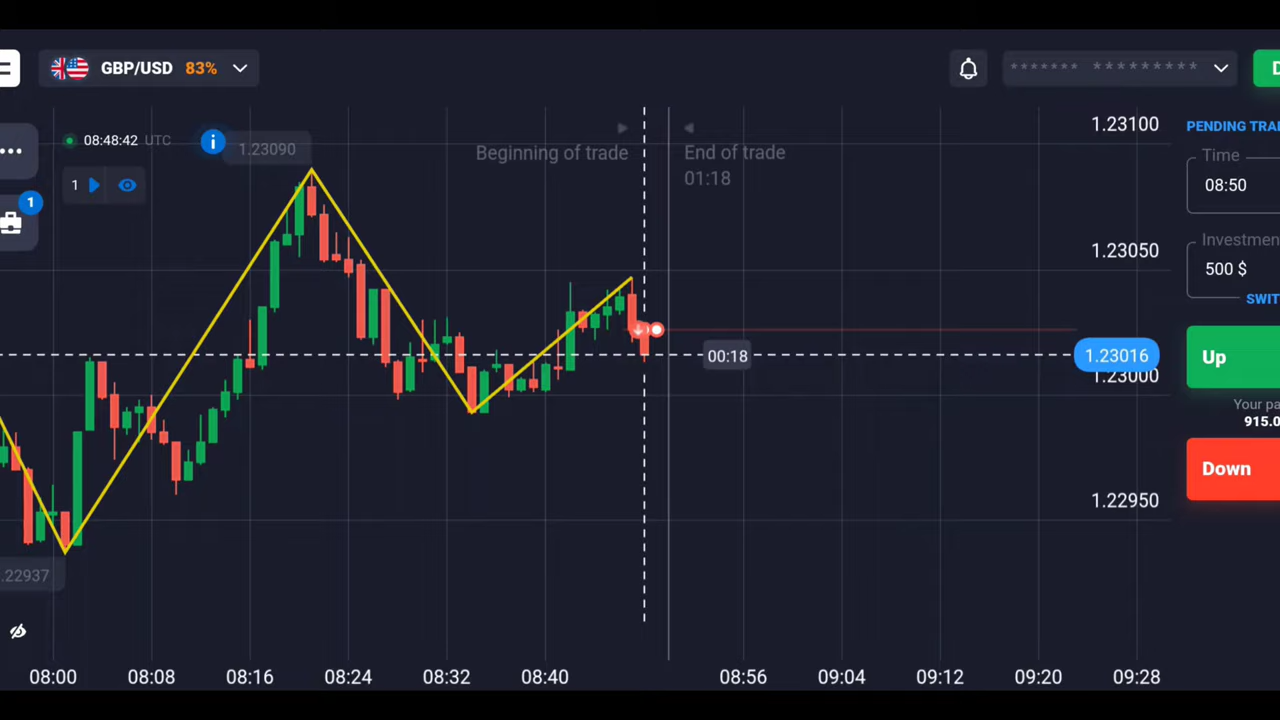 GBP/USD 83%
******* *********
D
08:48:42 UTC
1.23090
Beginning of trade
End of trade
01:18
1
1
1.23100
1.23050
1.23016
1.23000
1.22950
00:18
.22937
PENDING TRA
Time
08:50
Investmen
500 $
SWIT
Up
Your pa
915.0
Down
08:00 08:08 08:16 08:24 08:32 08:40 08:56 09:04 09:12 09:20 09:28